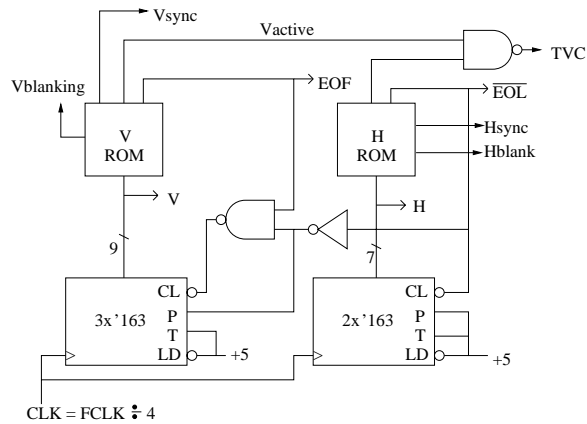 Vsync
Vactive
TVC
Vblanking
EOF
EOL
V
ROM
H
ROM
Hsync
Hblank
V
H
9
7
CL
P
T
LD
3x'163
+5
CL
P
T
LD
2x'163
+5
CLK = FCLK ÷ 4